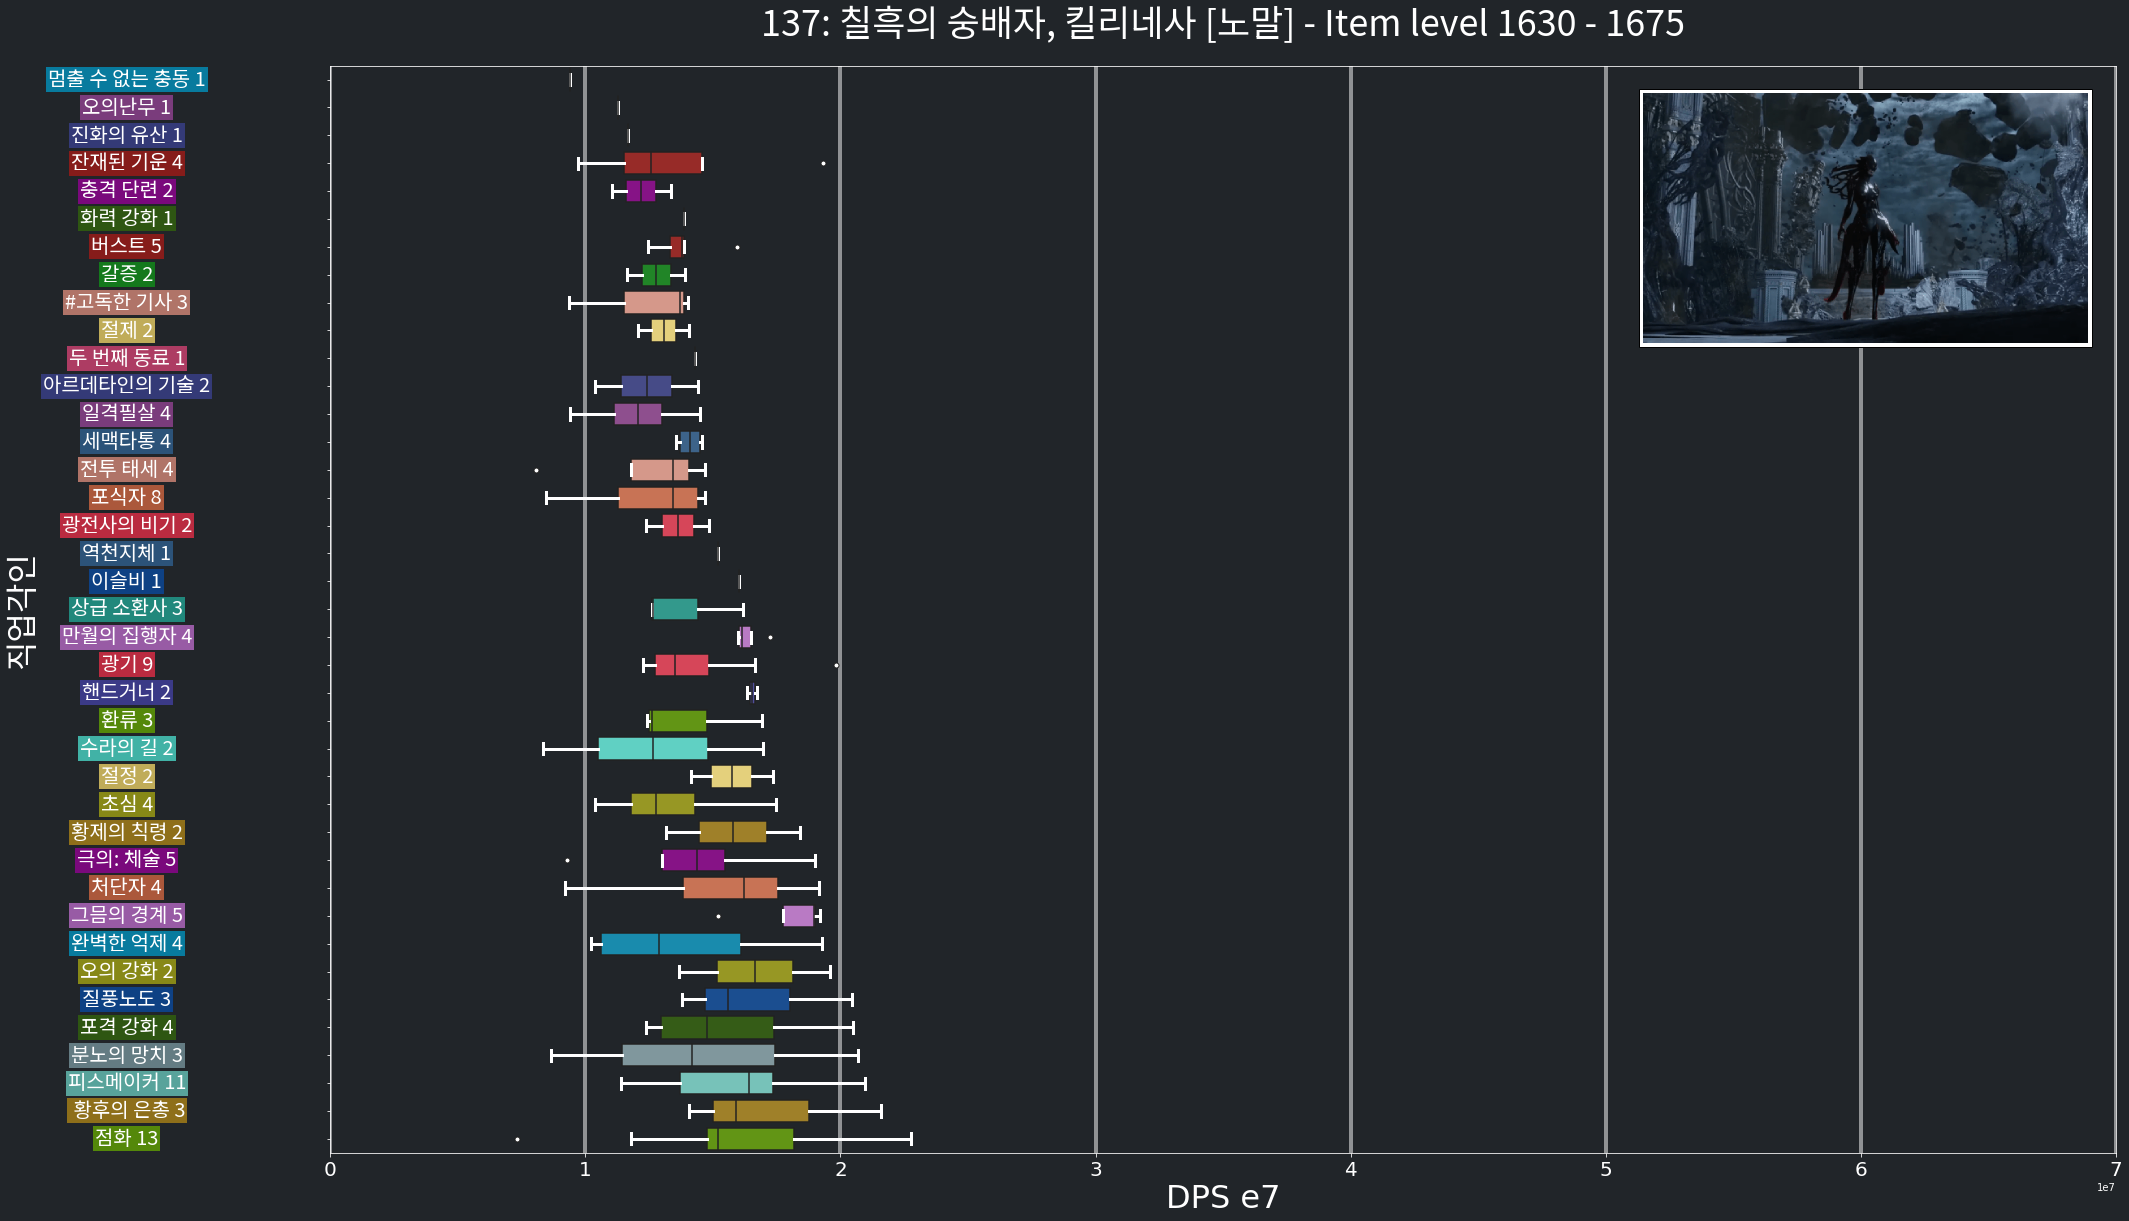 137: 칠흑의 숭배자, 킬리네사 [노말] - Item level 1630 - 1675
멈출 수 없는 충동 1
오의난무 1
진화의 유산 1
잔재된 기운 4
충격 단련 2
화력 강화 1
버스트 5
갈증 2
#고독한 기사 3
절제 2
두 번째 동료 1
아르데타인의 기술 2
일격필살 4
세맥타통 4
전투 태세 4
포식자 8
광전사의 비기 2
역천지체 1
이슬비 1
상급 소환사 3
만월의 집행자 4
광기 9
핸드거너 2
환류 3
수라의 길 2
절정 2
초심 4
황제의 칙령 2
극의: 체술 5
처단자 4
그믐의 경계 5
완벽한 억제 4
오의 강화 2
질풍노도 3
포격 강화 4
분노의 망치 3
피스메이커 11
황후의 은총 3
점화 13
직업각인
0 1 2 3 4 5 6 7
DPS e7
1e7